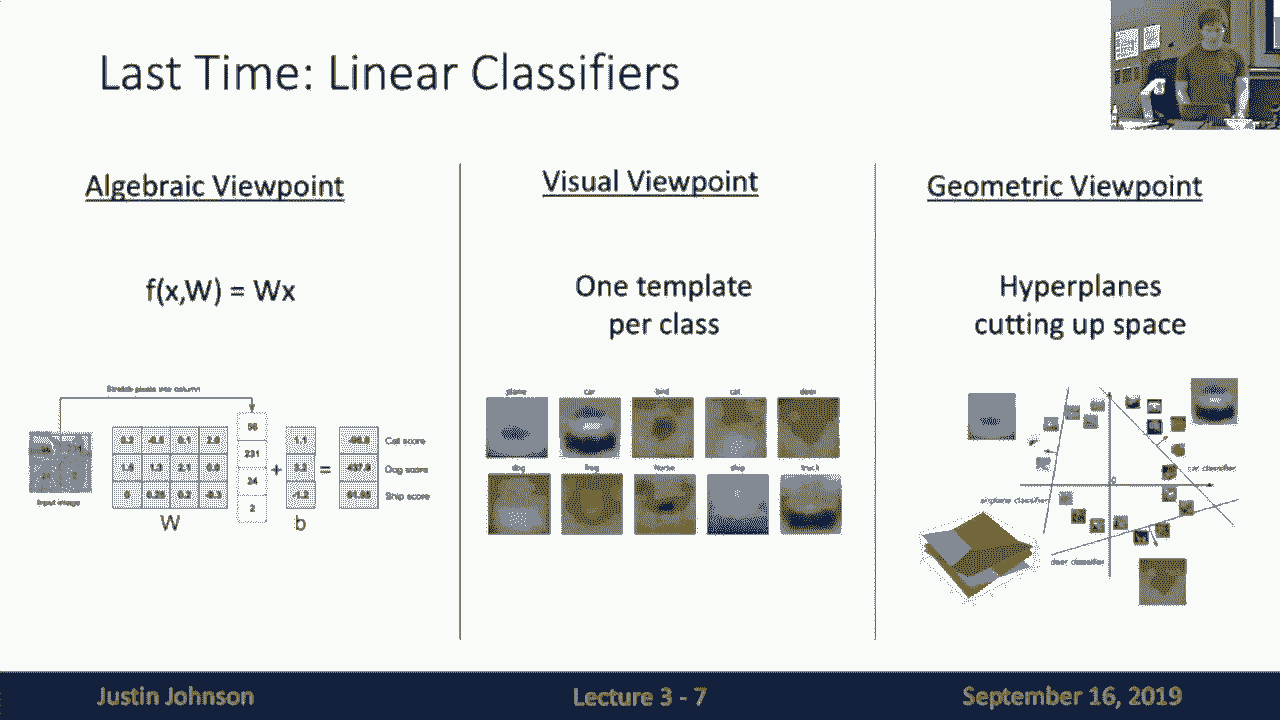 Last Time: Linear Classifiers
Algebraic Viewpoint
f(x,W) = Wx
Stretch pixels into column
Input image
0.2 -0.5 0.1 2.0
1.5 1.3 2.1 0.0
0 0.25 0.2 -0.3
W
56
231
24
2
+
1.1
3.2
-1.2
b
=
-96.8
437.9
61.95
Cat score
Dog score
Ship score
Visual Viewpoint
One template
per class
plane car bird cat deer
dog frog horse ship truck
Geometric Viewpoint
Hyperplanes
cutting up space
car classifier
airplane classifier
deer classifier
Justin Johnson
Lecture 3 - 7
September 16, 2019